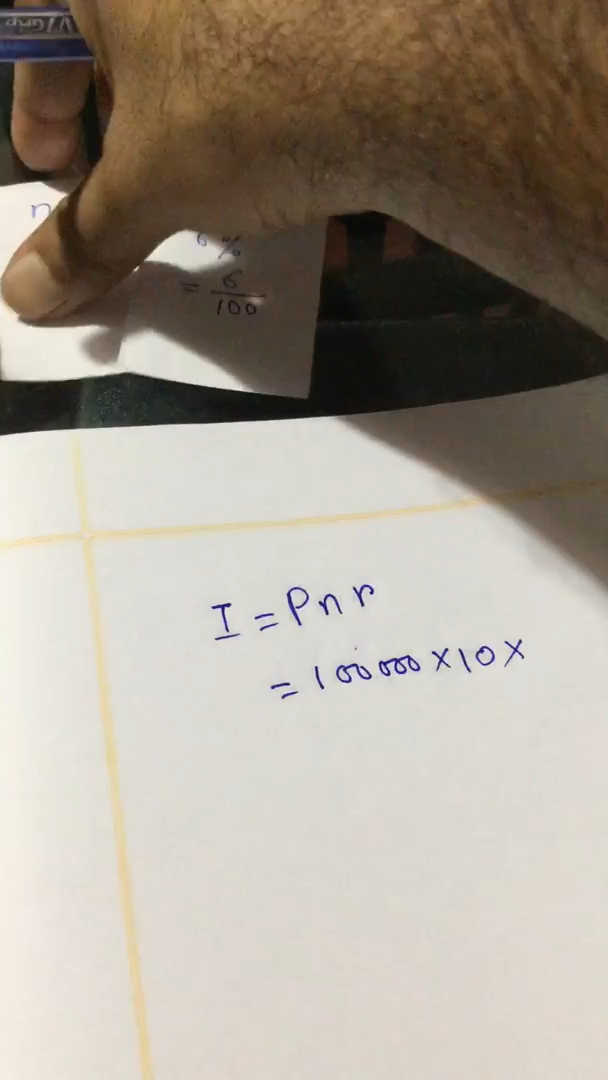 n
6%
= 6/100
I = Pnr
= 100000 × 10 ×